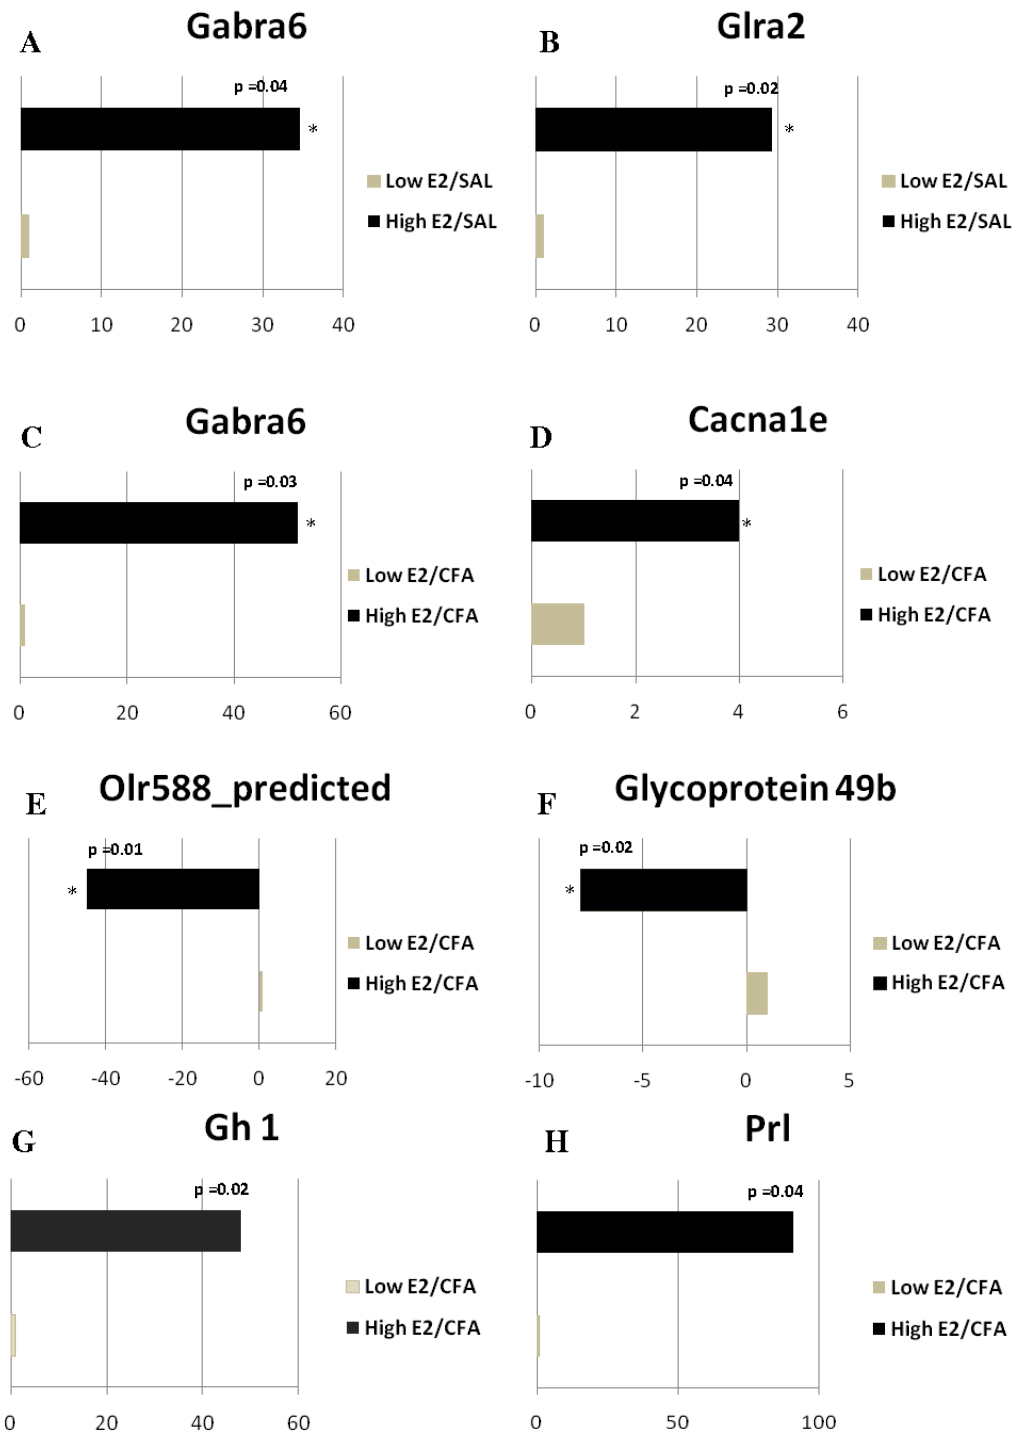 A
Gabra6
p =0.04
*
Low E2/SAL
High E2/SAL
0 10 20 30 40
B
Glra2
p =0.02
*
Low E2/SAL
High E2/SAL
0 10 20 30 40
C
Gabra6
p =0.03
*
Low E2/CFA
High E2/CFA
0 20 40 60
D
Cacna1e
p =0.04
*
Low E2/CFA
High E2/CFA
0 2 4 6
E
Olr588_predicted
p =0.01
*
Low E2/CFA
High E2/CFA
-60 -40 -20 0 20
F
Glycoprotein 49b
p =0.02
*
Low E2/CFA
High E2/CFA
-10 -5 0 5
G
Gh 1
p =0.02
Low E2/CFA
High E2/CFA
0 20 40 60
H
Prl
p =0.04
Low E2/CFA
High E2/CFA
0 50 100